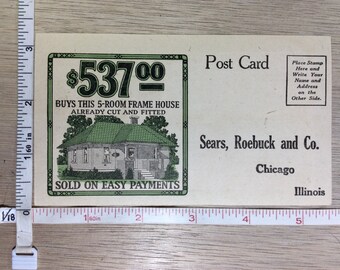 $537.00
BUYS THIS 5-ROOM FRAME HOUSE
ALREADY CUT AND FITTED
SOLD ON EASY PAYMENTS
Post Card
Place Stamp
Here and
Write Your
Name and
Address
on the
Other Side.
Sears, Roebuck and Co.
Chicago
Illinois
1/18
1
2
3
4
5